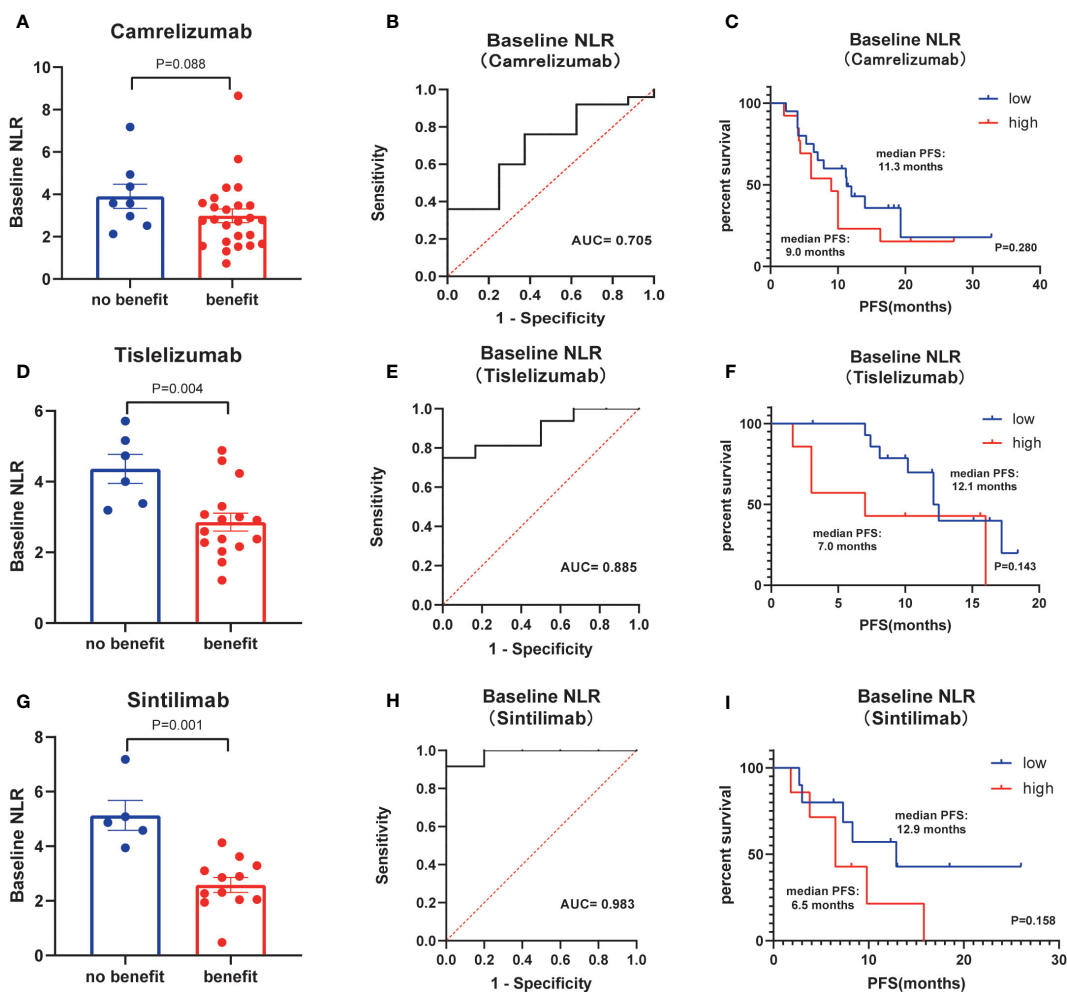 A
Camrelizumab
P=0.088
Baseline NLR
10
8
6
4
2
0
no benefit
benefit
B
Baseline NLR
（Camrelizumab）
Sensitivity
1.0
0.8
0.6
0.4
0.2
0.0
AUC= 0.705
0.0 0.2 0.4 0.6 0.8 1.0
1 - Specificity
C
Baseline NLR
（Camrelizumab）
low
high
percent survival
100
50
0
median PFS:
11.3 months
median PFS:
9.0 months
P=0.280
0 10 20 30 40
PFS(months)
D
Tislelizumab
P=0.004
Baseline NLR
6
4
2
0
no benefit
benefit
E
Baseline NLR
（Tislelizumab）
Sensitivity
1.0
0.8
0.6
0.4
0.2
0.0
AUC= 0.885
0.0 0.2 0.4 0.6 0.8 1.0
1 - Specificity
F
Baseline NLR
（Tislelizumab）
low
high
percent survival
100
50
0
median PFS:
12.1 months
median PFS:
7.0 months
P=0.143
0 5 10 15 20
PFS(months)
G
Sintilimab
P=0.001
Baseline NLR
8
6
4
2
0
no benefit
benefit
H
Baseline NLR
（Sintilimab）
Sensitivity
1.0
0.8
0.6
0.4
0.2
0.0
AUC= 0.983
0.0 0.2 0.4 0.6 0.8 1.0
1 - Specificity
I
Baseline NLR
（Sintilimab）
low
high
percent survival
100
50
0
median PFS:
12.9 months
median PFS:
6.5 months
P=0.158
0 10 20 30
PFS(months)